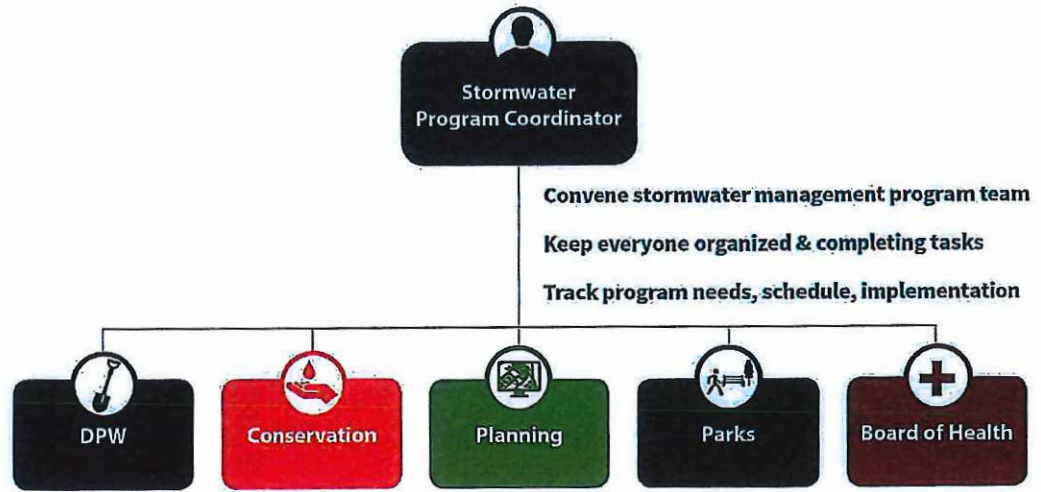 Stormwater
Program Coordinator
Convene stormwater management program team
Keep everyone organized & completing tasks
Track program needs, schedule, implementation
DPW
Conservation
Planning
Parks
Board of Health